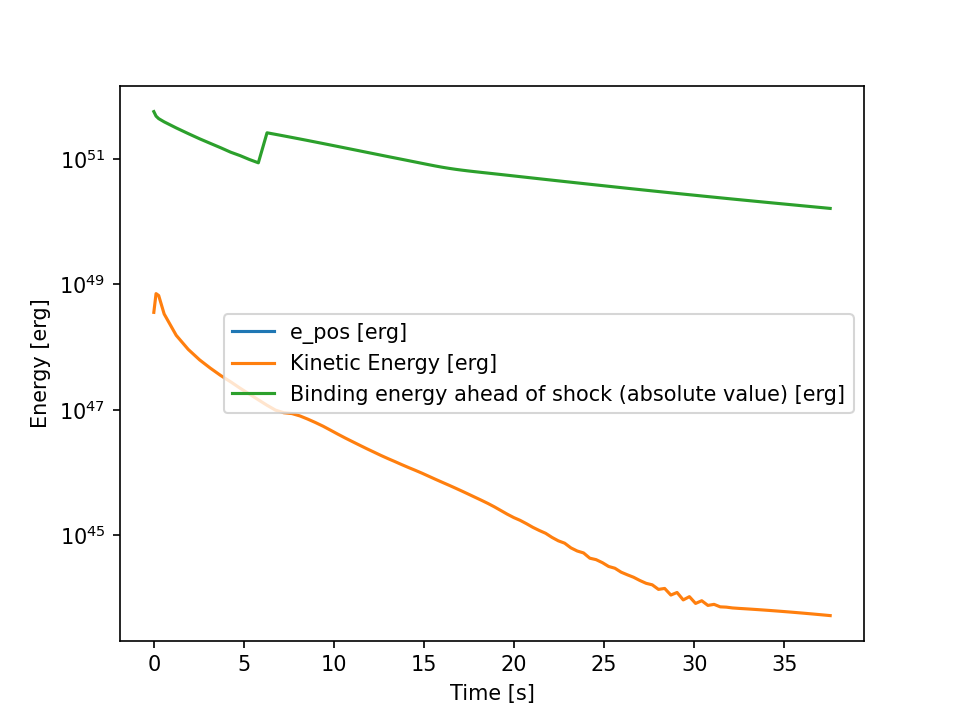 10^51
10^49
10^47
10^45
Energy [erg]
e_pos [erg]
Kinetic Energy [erg]
Binding energy ahead of shock (absolute value) [erg]
0 5 10 15 20 25 30 35
Time [s]